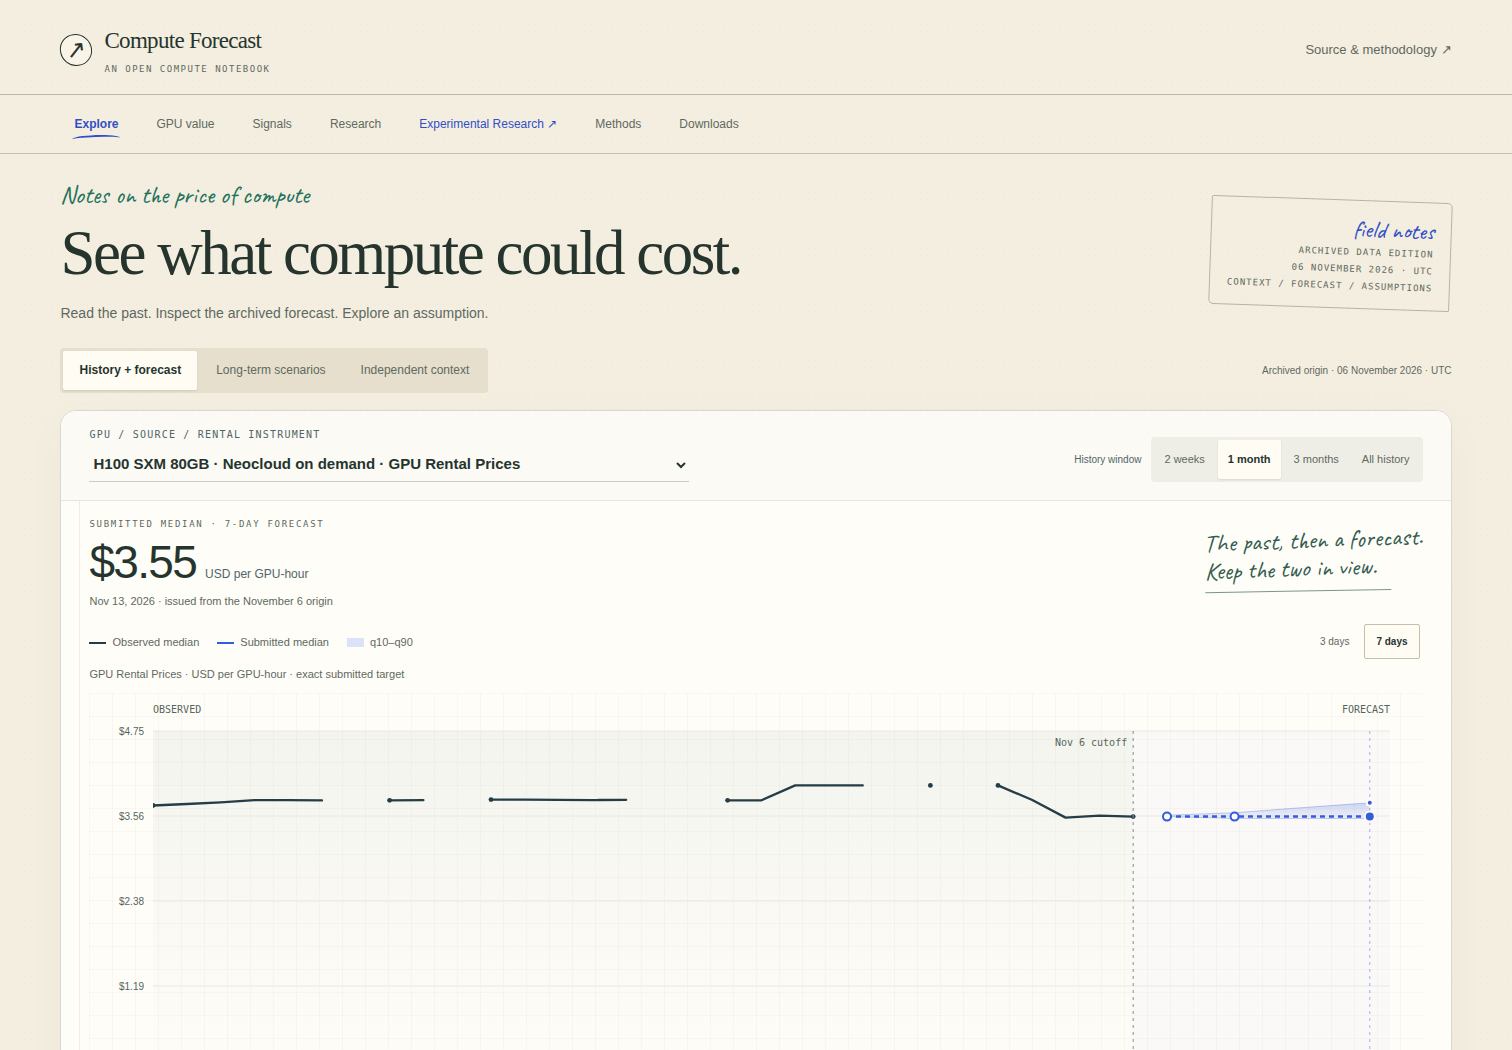 Compute Forecast
AN OPEN COMPUTE NOTEBOOK
Source & methodology ↗
Explore
GPU value
Signals
Research
Experimental Research ↗
Methods
Downloads
Notes on the price of compute
See what compute could cost.
Read the past. Inspect the archived forecast. Explore an assumption.
field notes
ARCHIVED DATA EDITION
06 NOVEMBER 2026 · UTC
CONTEXT / FORECAST / ASSUMPTIONS
History + forecast
Long-term scenarios
Independent context
Archived origin · 06 November 2026 · UTC
GPU / SOURCE / RENTAL INSTRUMENT
H100 SXM 80GB · Neocloud on demand · GPU Rental Prices
History window
2 weeks
1 month
3 months
All history
SUBMITTED MEDIAN · 7-DAY FORECAST
$3.55 USD per GPU-hour
Nov 13, 2026 · issued from the November 6 origin
The past, then a forecast.
Keep the two in view.
Observed median
Submitted median
q10–q90
3 days
7 days
GPU Rental Prices · USD per GPU-hour · exact submitted target
OBSERVED
FORECAST
$4.75
Nov 6 cutoff
$3.56
$2.38
$1.19